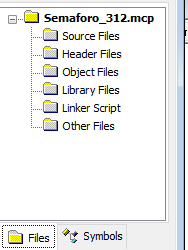 Semaforo_312.mcp
Source Files
Header Files
Object Files
Library Files
Linker Script
Other Files
Files
Symbols